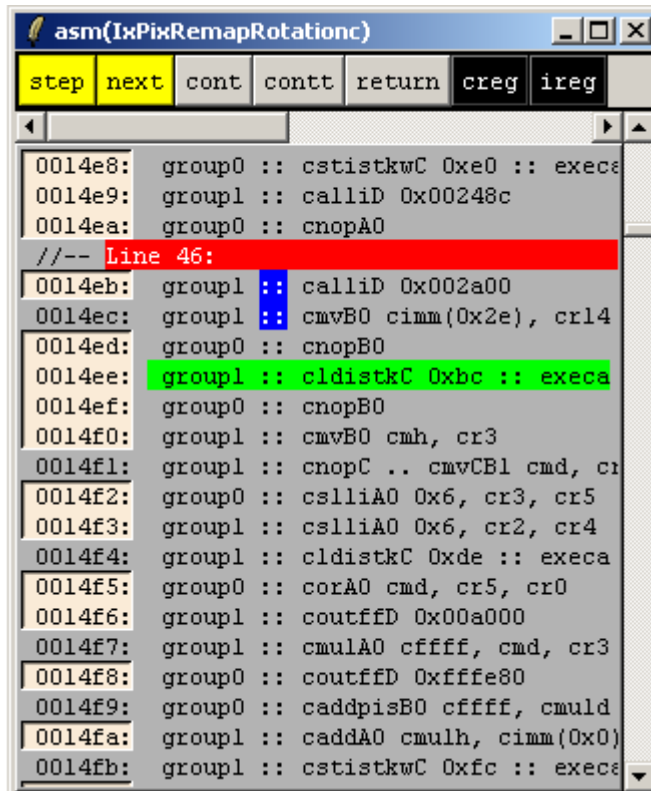 asm(IxPixRemapRotationc)
step next cont contt return creg ireg
0014e8: group0 :: cstistkwC 0xe0 :: exec
0014e9: group1 :: calliD 0x00248c
0014ea: group0 :: cnopA0
//-- Line 46:
0014eb: group1 :: calliD 0x002a00
0014ec: group1 :: cmvB0 cimm(0x2e), cr14
0014ed: group0 :: cnopB0
0014ee: group1 :: cldistkC 0xbc :: execa
0014ef: group0 :: cnopB0
0014f0: group1 :: cmvB0 cmh, cr3
0014f1: group1 :: cnopC .. cmvCB1 cmd, cr
0014f2: group0 :: cslliA0 0x6, cr3, cr5
0014f3: group1 :: cslliA0 0x6, cr2, cr4
0014f4: group1 :: cldistkC 0xde :: execa
0014f5: group0 :: corA0 cmd, cr5, cr0
0014f6: group1 :: coutffD 0x00a000
0014f7: group1 :: cmulA0 cffff, cmd, cr3
0014f8: group0 :: coutffD 0xfffe80
0014f9: group0 :: caddpisB0 cffff, cmuld
0014fa: group1 :: caddA0 cmulh, cimm(0x0)
0014fb: group1 :: cstistkwC 0xfc :: exec